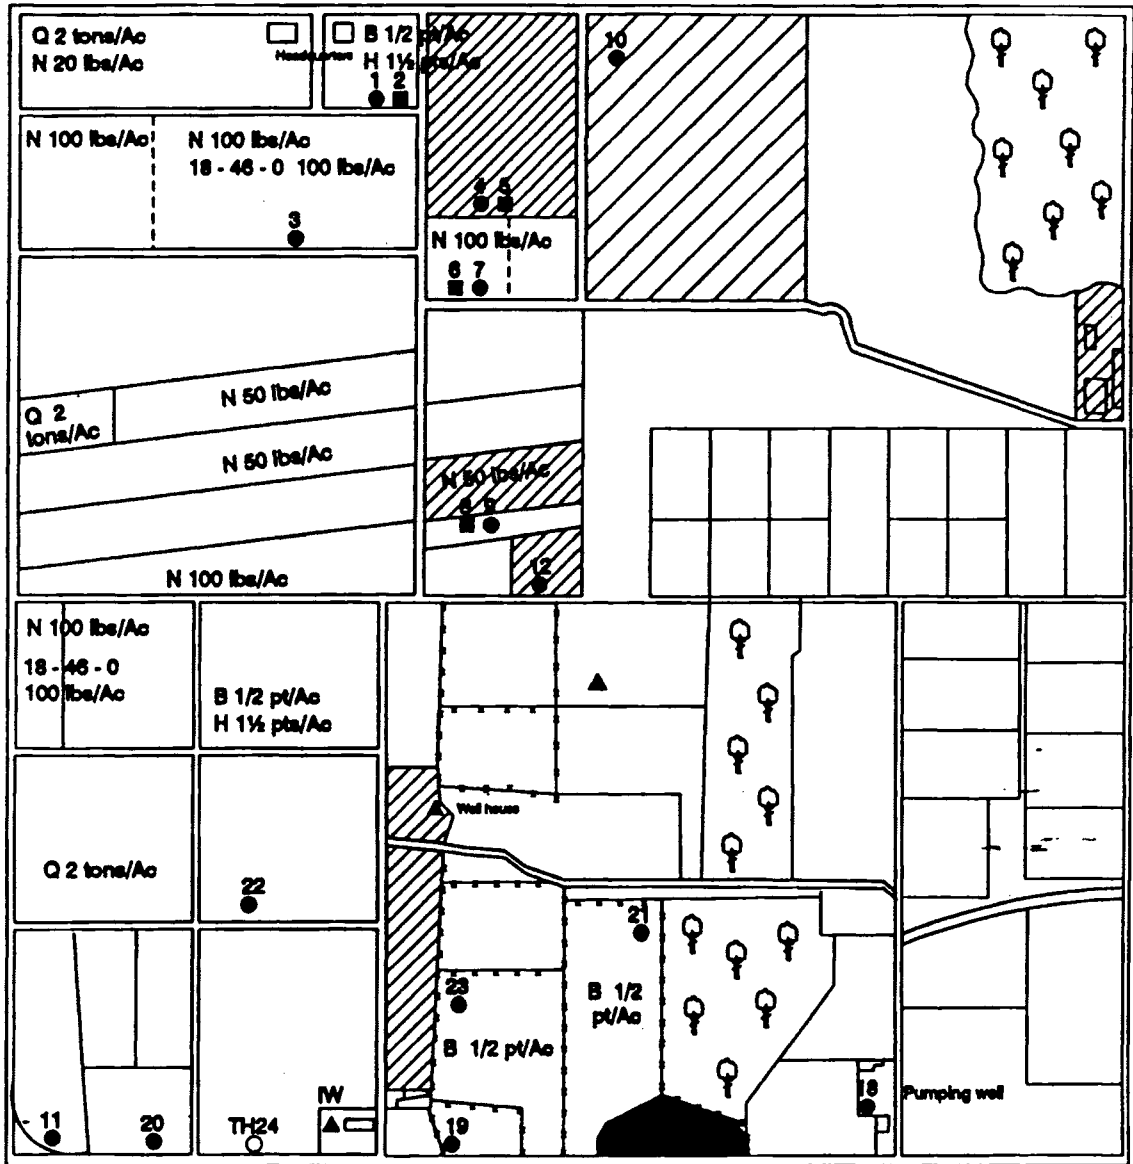 Q 2 tons/Ac
N 20 lbs/Ac
Headquarters
B 1/2 pt/Ac
H 1½ pts/Ac
1 2
10
N 100 lbs/Ac
N 100 lbs/Ac
18 - 46 - 0 100 lbs/Ac
3
4 5
N 100 lbs/Ac
6 7
N 50 lbs/Ac
Q 2
tons/Ac
N 50 lbs/Ac
N 50 lbs/Ac
8 9
12
N 100 lbs/Ac
N 100 lbs/Ac
18 - 46 - 0
100 lbs/Ac
B 1/2 pt/Ac
H 1½ pts/Ac
Well house
Q 2 tons/Ac
22
21
23
B 1/2
pt/Ac
B 1/2 pt/Ac
18
Pumping well
IW
11
20
TH24
19